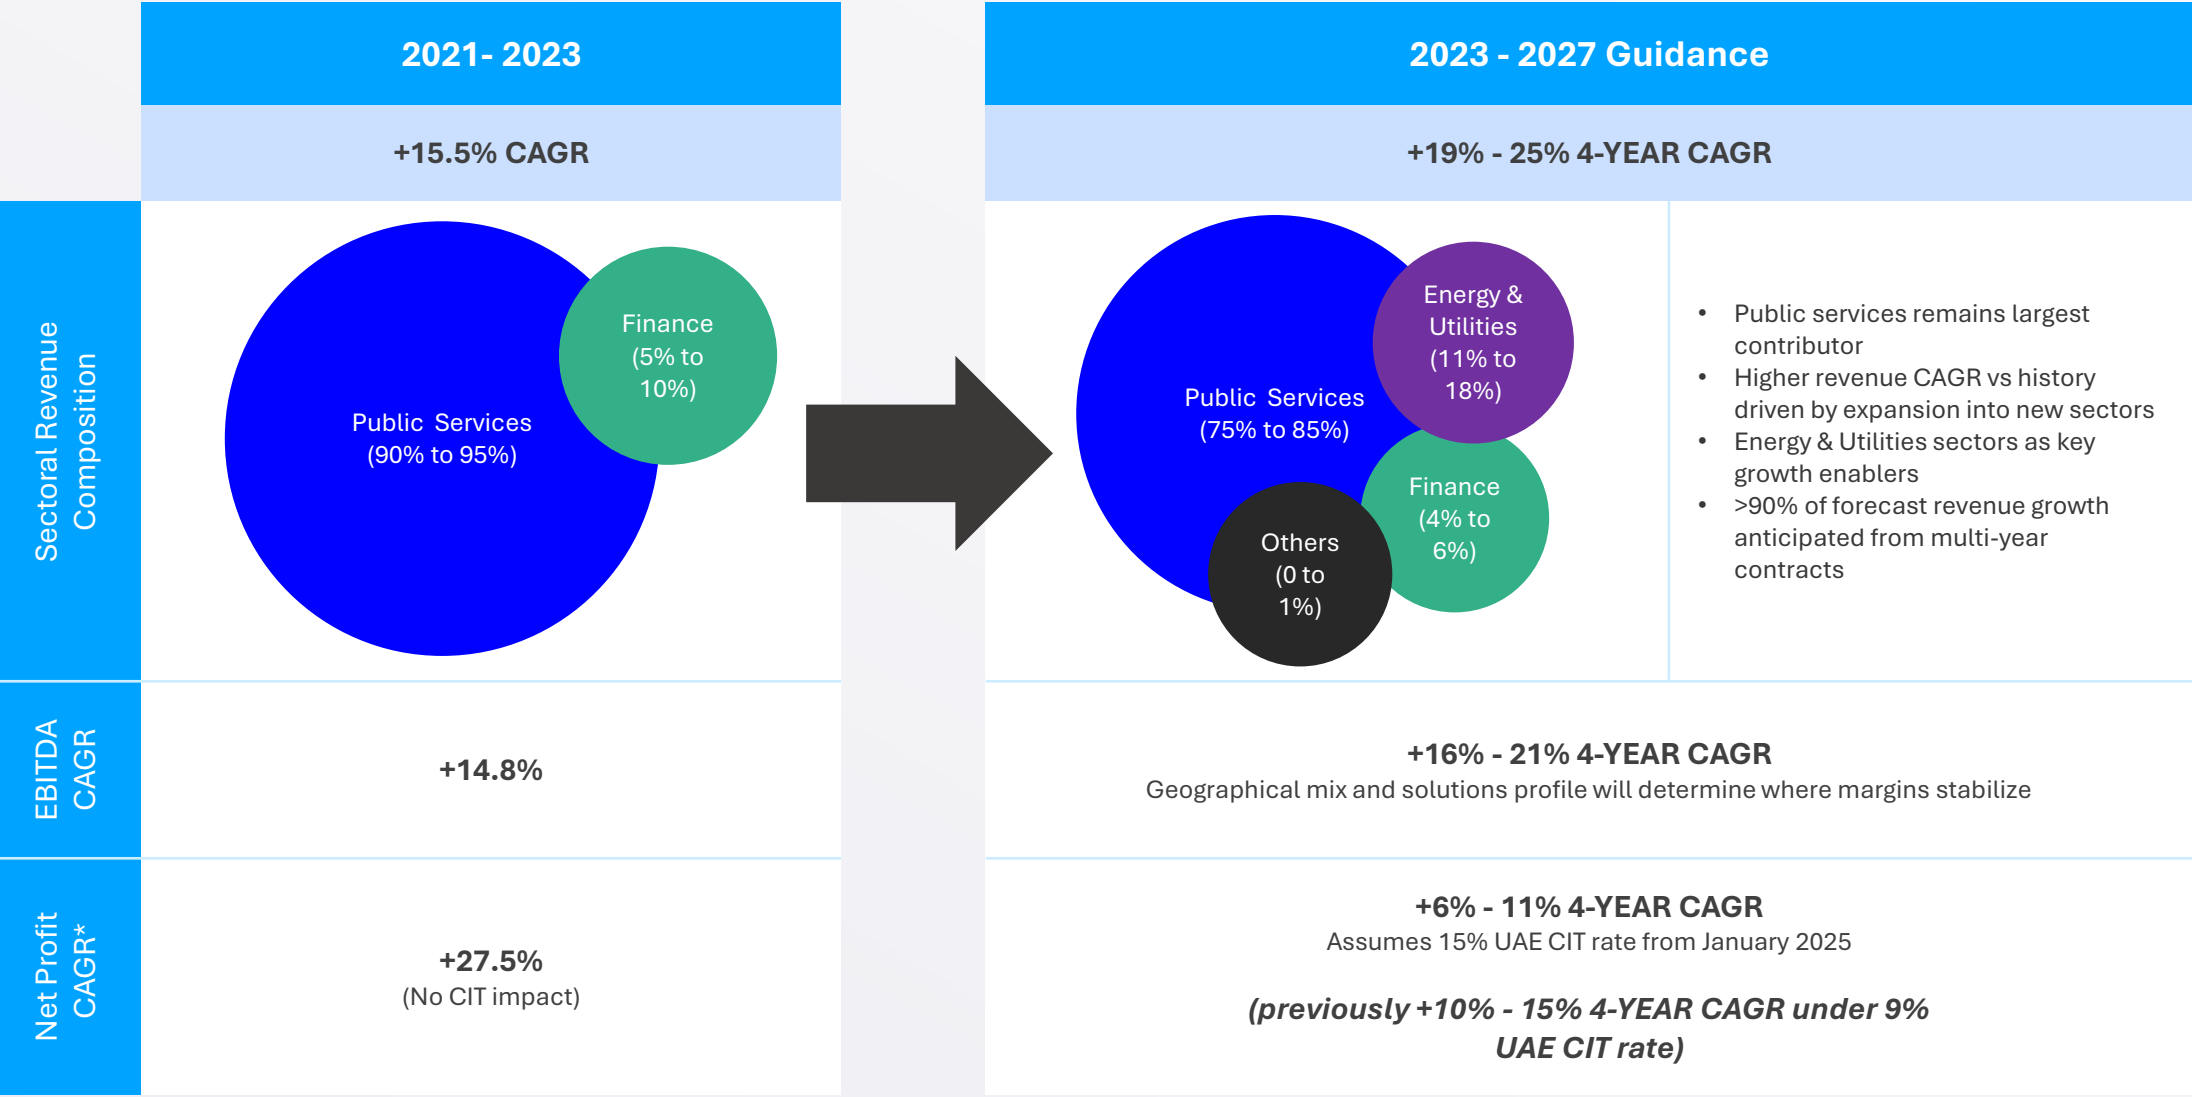 2021- 2023
2023 - 2027 Guidance
+15.5% CAGR
+19% - 25% 4-YEAR CAGR
Sectoral Revenue
Composition
Public  Services
(90% to 95%)
Finance
(5% to
10%)
Public  Services
(75% to 85%)
Energy &
Utilities
(11% to
18%)
Finance
(4% to
6%)
Others
(0 to
1%)
• Public services remains largest
contributor
• Higher revenue CAGR vs history
driven by expansion into new sectors
• Energy & Utilities sectors as key
growth enablers
• >90% of forecast revenue growth
anticipated from multi-year
contracts
EBITDA
CAGR
+14.8%
+16% - 21% 4-YEAR CAGR
Geographical mix and solutions profile will determine where margins stabilize
Net Profit
CAGR*
+27.5%
(No CIT impact)
+6% - 11% 4-YEAR CAGR
Assumes 15% UAE CIT rate from January 2025
(previously +10% - 15% 4-YEAR CAGR under 9%
UAE CIT rate)